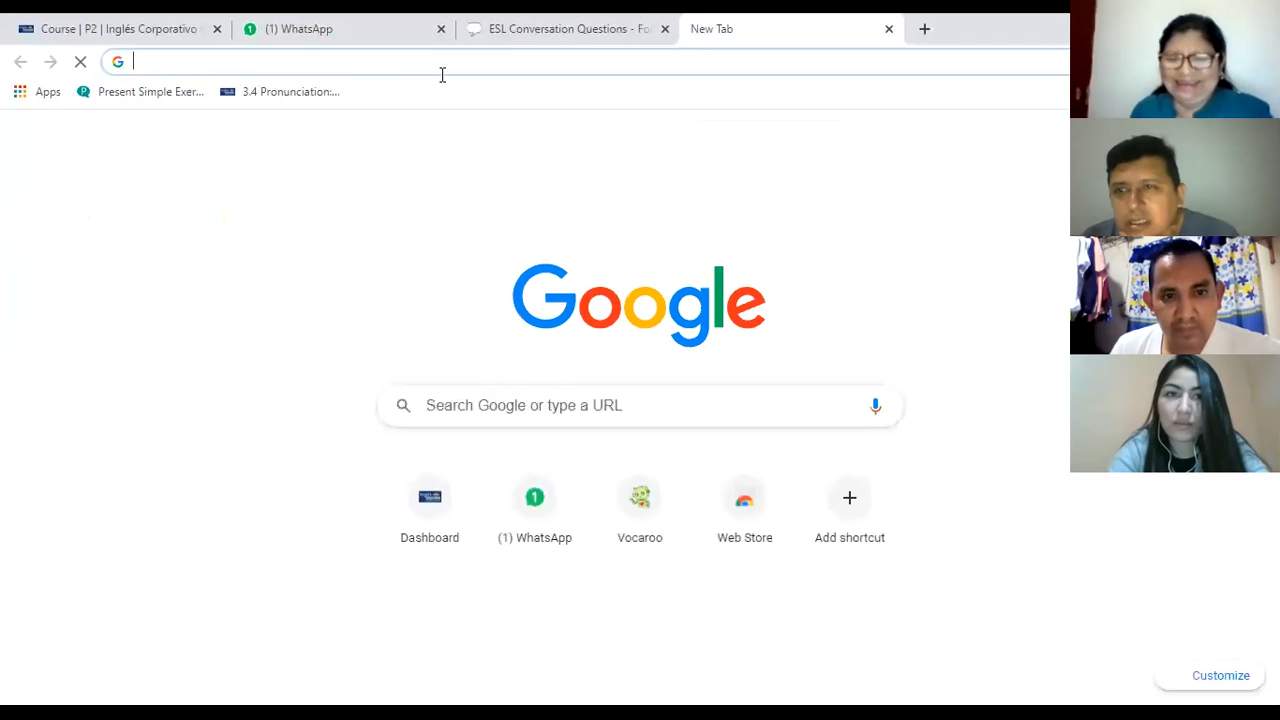 Course | P2 | Inglés Corporativo
(1) WhatsApp
ESL Conversation Questions - Fo
New Tab
Apps
Present Simple Exer...
3.4 Pronunciation:...
Google
Search Google or type a URL
1
Dashboard
(1) WhatsApp
Vocaroo
Web Store
Add shortcut
Customize